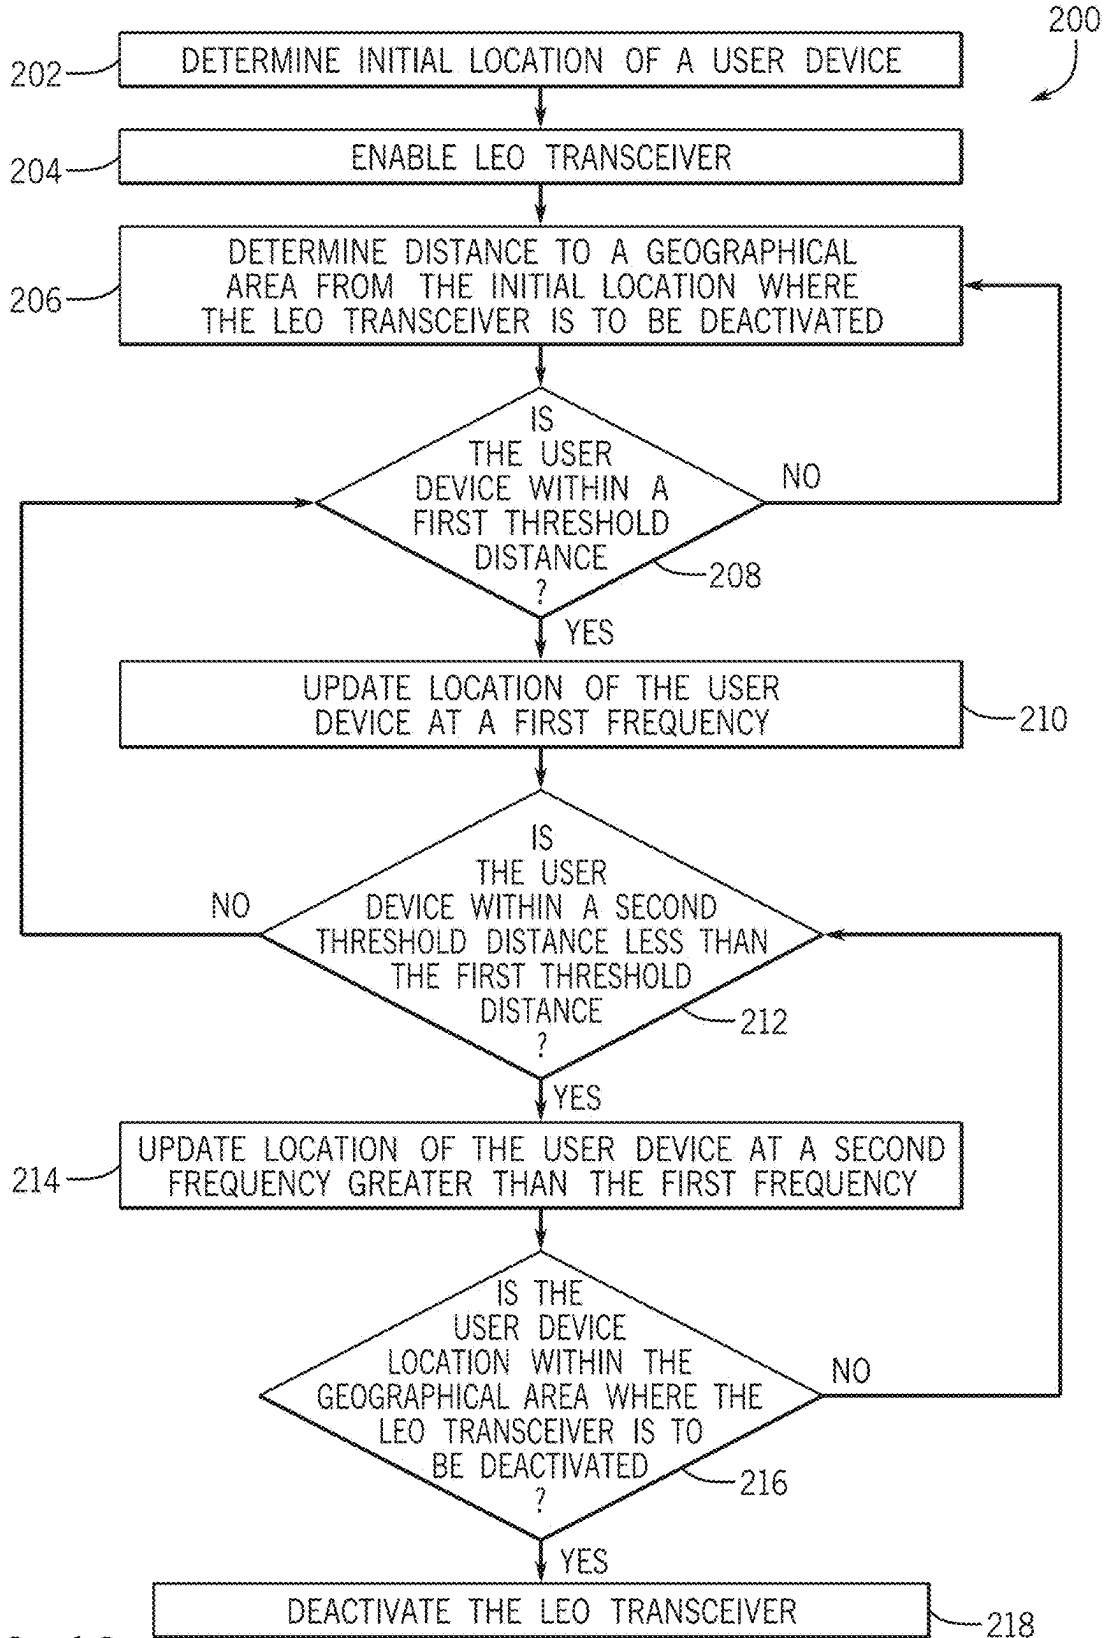 200
202
DETERMINE INITIAL LOCATION OF A USER DEVICE
204
ENABLE LEO TRANSCEIVER
206
DETERMINE DISTANCE TO A GEOGRAPHICAL
AREA FROM THE INITIAL LOCATION WHERE
THE LEO TRANSCEIVER IS TO BE DEACTIVATED
IS
THE USER
DEVICE WITHIN A
FIRST THRESHOLD
DISTANCE
?
NO
208
YES
UPDATE LOCATION OF THE USER
DEVICE AT A FIRST FREQUENCY
210
IS
THE USER
DEVICE WITHIN A SECOND
THRESHOLD DISTANCE LESS THAN
THE FIRST THRESHOLD
DISTANCE
?
NO
212
YES
214
UPDATE LOCATION OF THE USER DEVICE AT A SECOND
FREQUENCY GREATER THAN THE FIRST FREQUENCY
IS THE
USER DEVICE
LOCATION WITHIN THE
GEOGRAPHICAL AREA WHERE THE
LEO TRANSCEIVER IS TO
BE DEACTIVATED
?
NO
216
YES
DEACTIVATE THE LEO TRANSCEIVER
218